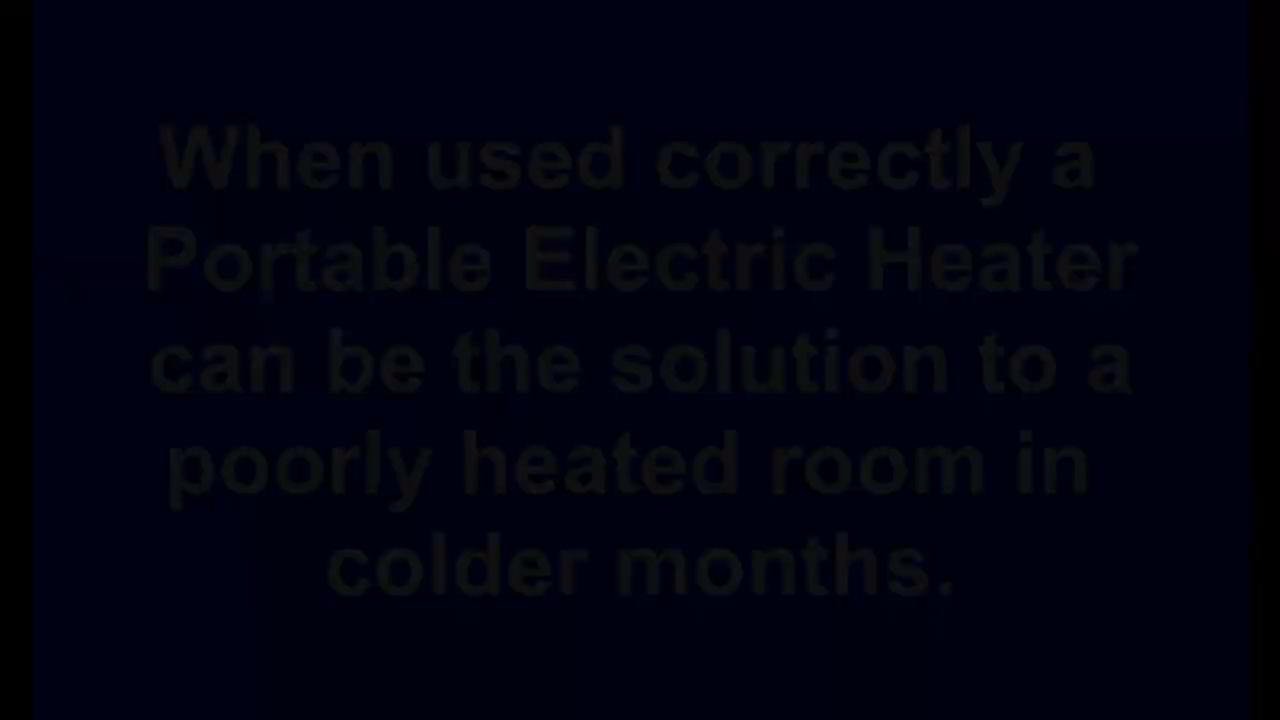 When used correctly a
Portable Electric Heater
can be the solution to a
poorly heated room in
colder months.